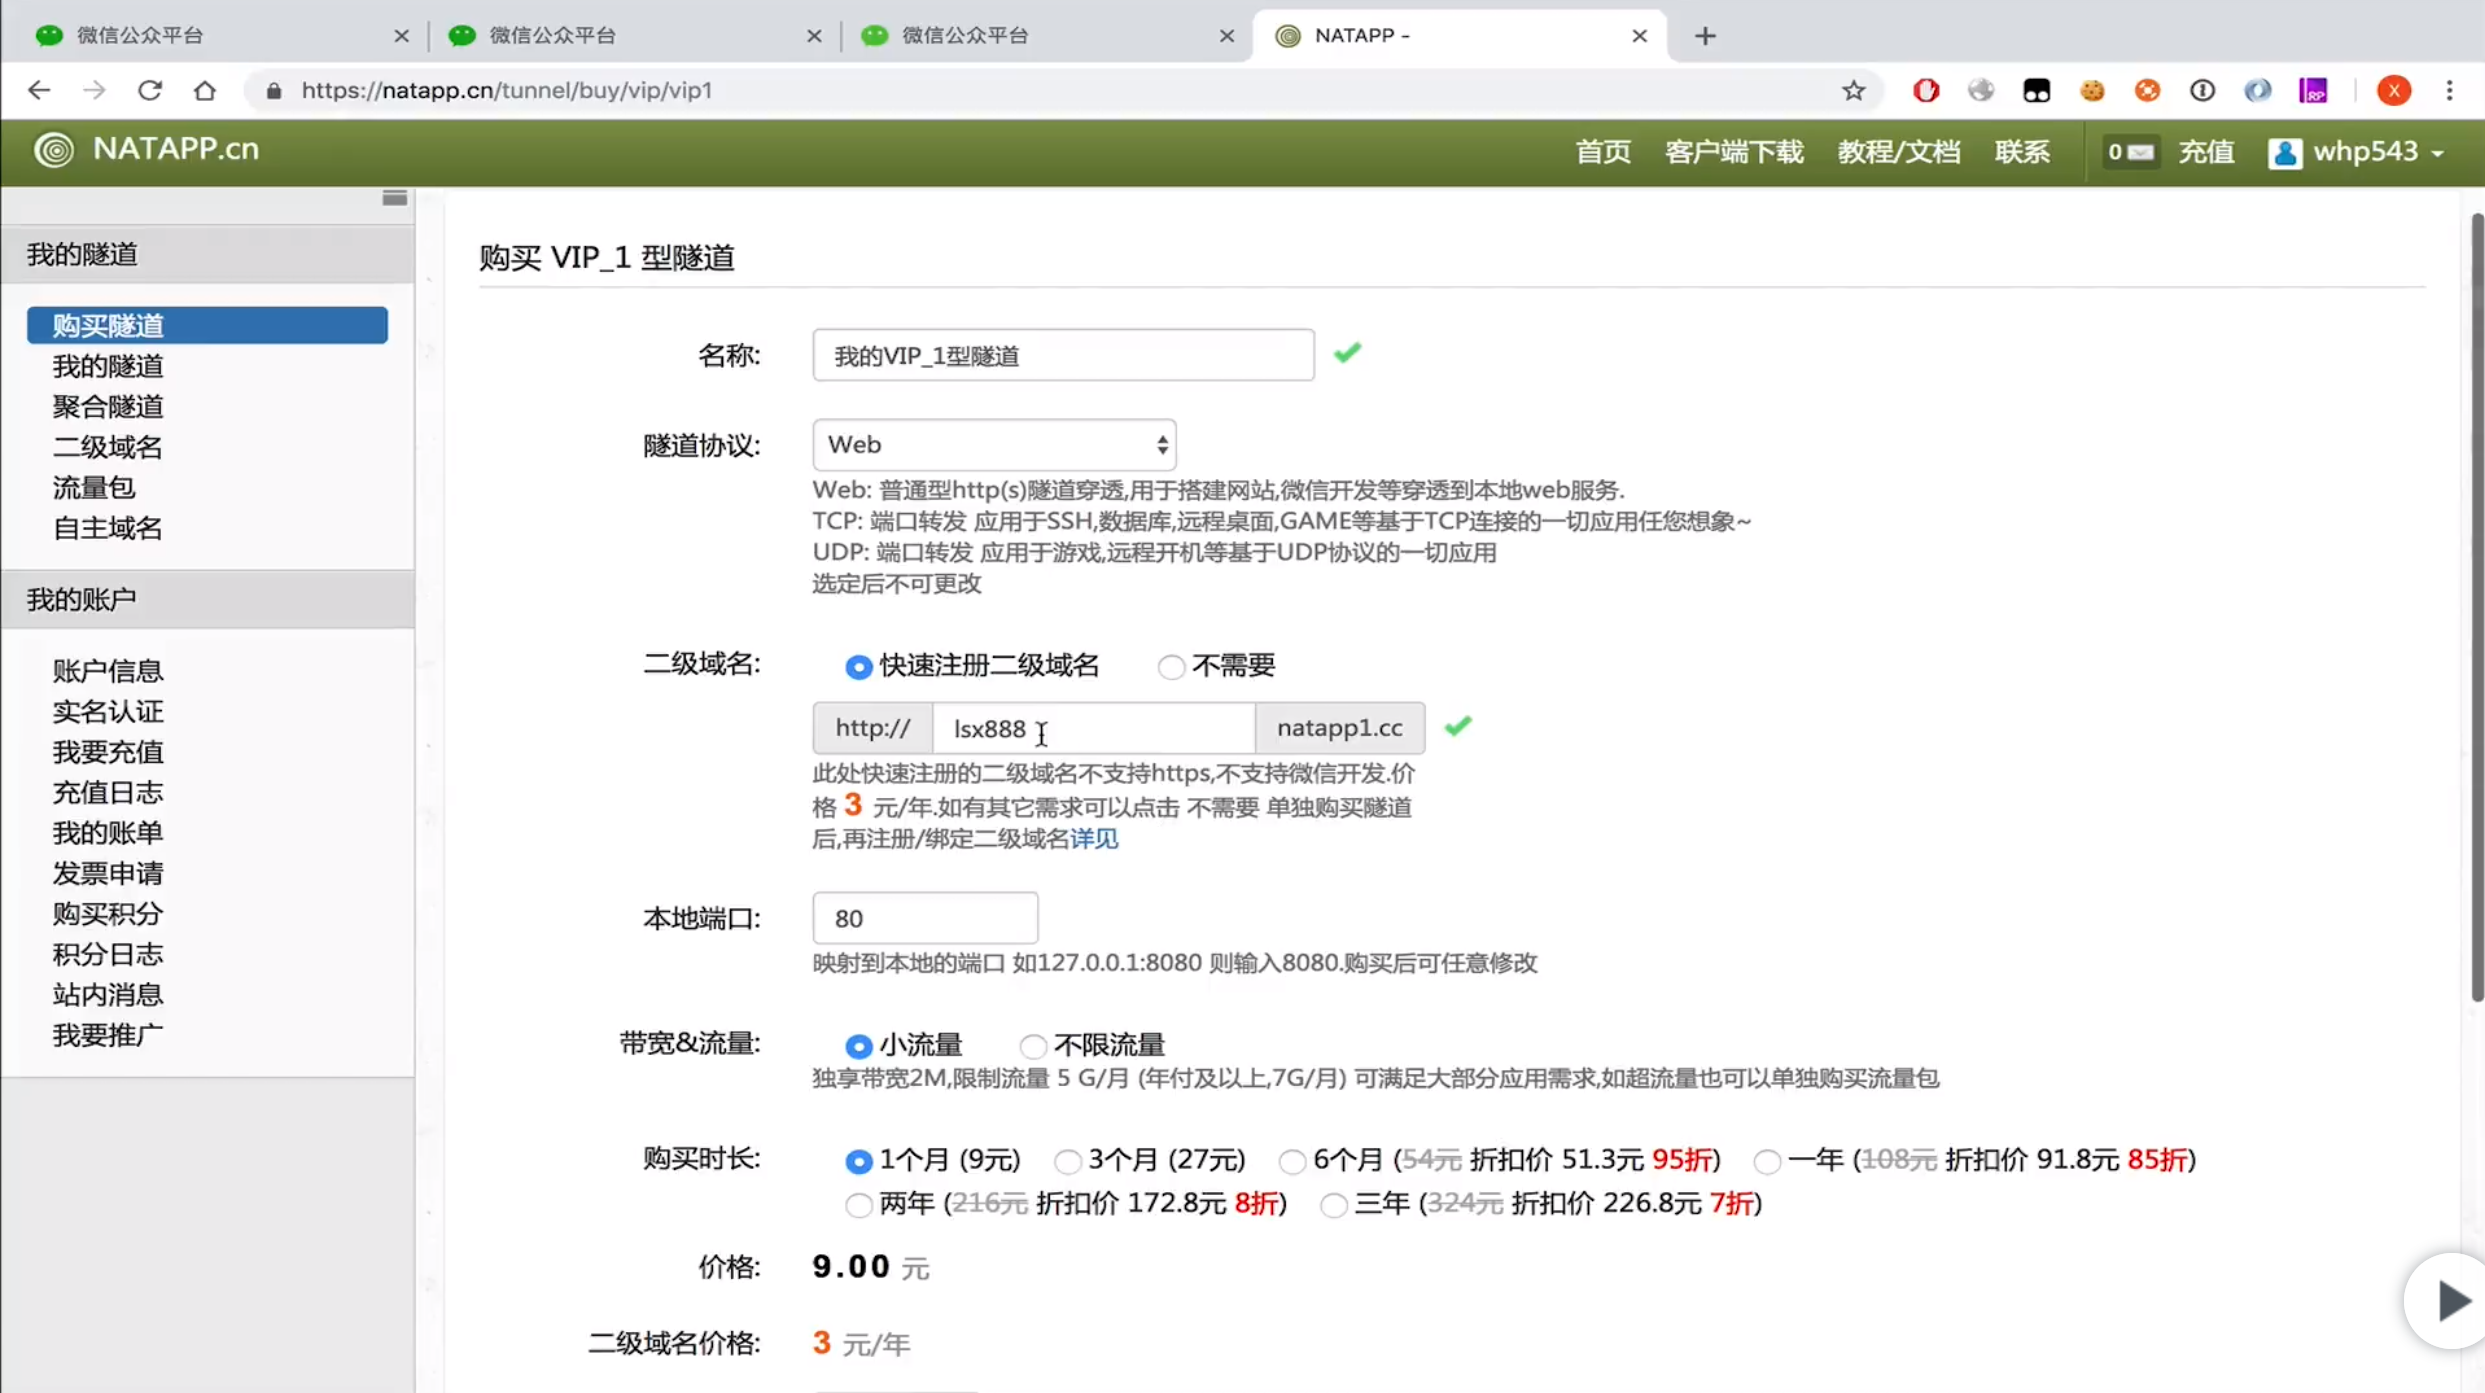 微信公众平台
微信公众平台
微信公众平台
NATAPP -
https://natapp.cn/tunnel/buy/vip/vip1
X
NATAPP.cn
首页
客户端下载
教程/文档
联系
0
充值
whp543
我的隧道
购买隧道
我的隧道
聚合隧道
二级域名
流量包
自主域名
我的账户
账户信息
实名认证
我要充值
充值日志
我的账单
发票申请
购买积分
积分日志
站内消息
我要推广
购买 VIP_1 型隧道
名称: 我的VIP_1型隧道
隧道协议: Web
Web: 普通型http(s)隧道穿透,用于搭建网站,微信开发等穿透到本地web服务.
TCP: 端口转发 应用于SSH,数据库,远程桌面,GAME等基于TCP连接的一切应用任您想象~
UDP: 端口转发 应用于游戏,远程开机等基于UDP协议的一切应用
选定后不可更改
二级域名: 快速注册二级域名 不需要
http:// lsx888 natapp1.cc
此处快速注册的二级域名不支持https,不支持微信开发.价
格 3 元/年.如有其它需求可以点击 不需要 单独购买隧道
后,再注册/绑定二级域名详见
本地端口: 80
映射到本地的端口 如127.0.0.1:8080 则输入8080.购买后可任意修改
带宽&流量: 小流量 不限流量
独享带宽2M,限制流量 5 G/月 (年付及以上,7G/月) 可满足大部分应用需求,如超流量也可以单独购买流量包
购买时长: 1个月 (9元) 3个月 (27元) 6个月 (54元 折扣价 51.3元 95折) 一年 (108元 折扣价 91.8元 85折)
两年 (216元 折扣价 172.8元 8折) 三年 (324元 折扣价 226.8元 7折)
价格: 9.00 元
二级域名价格: 3 元/年